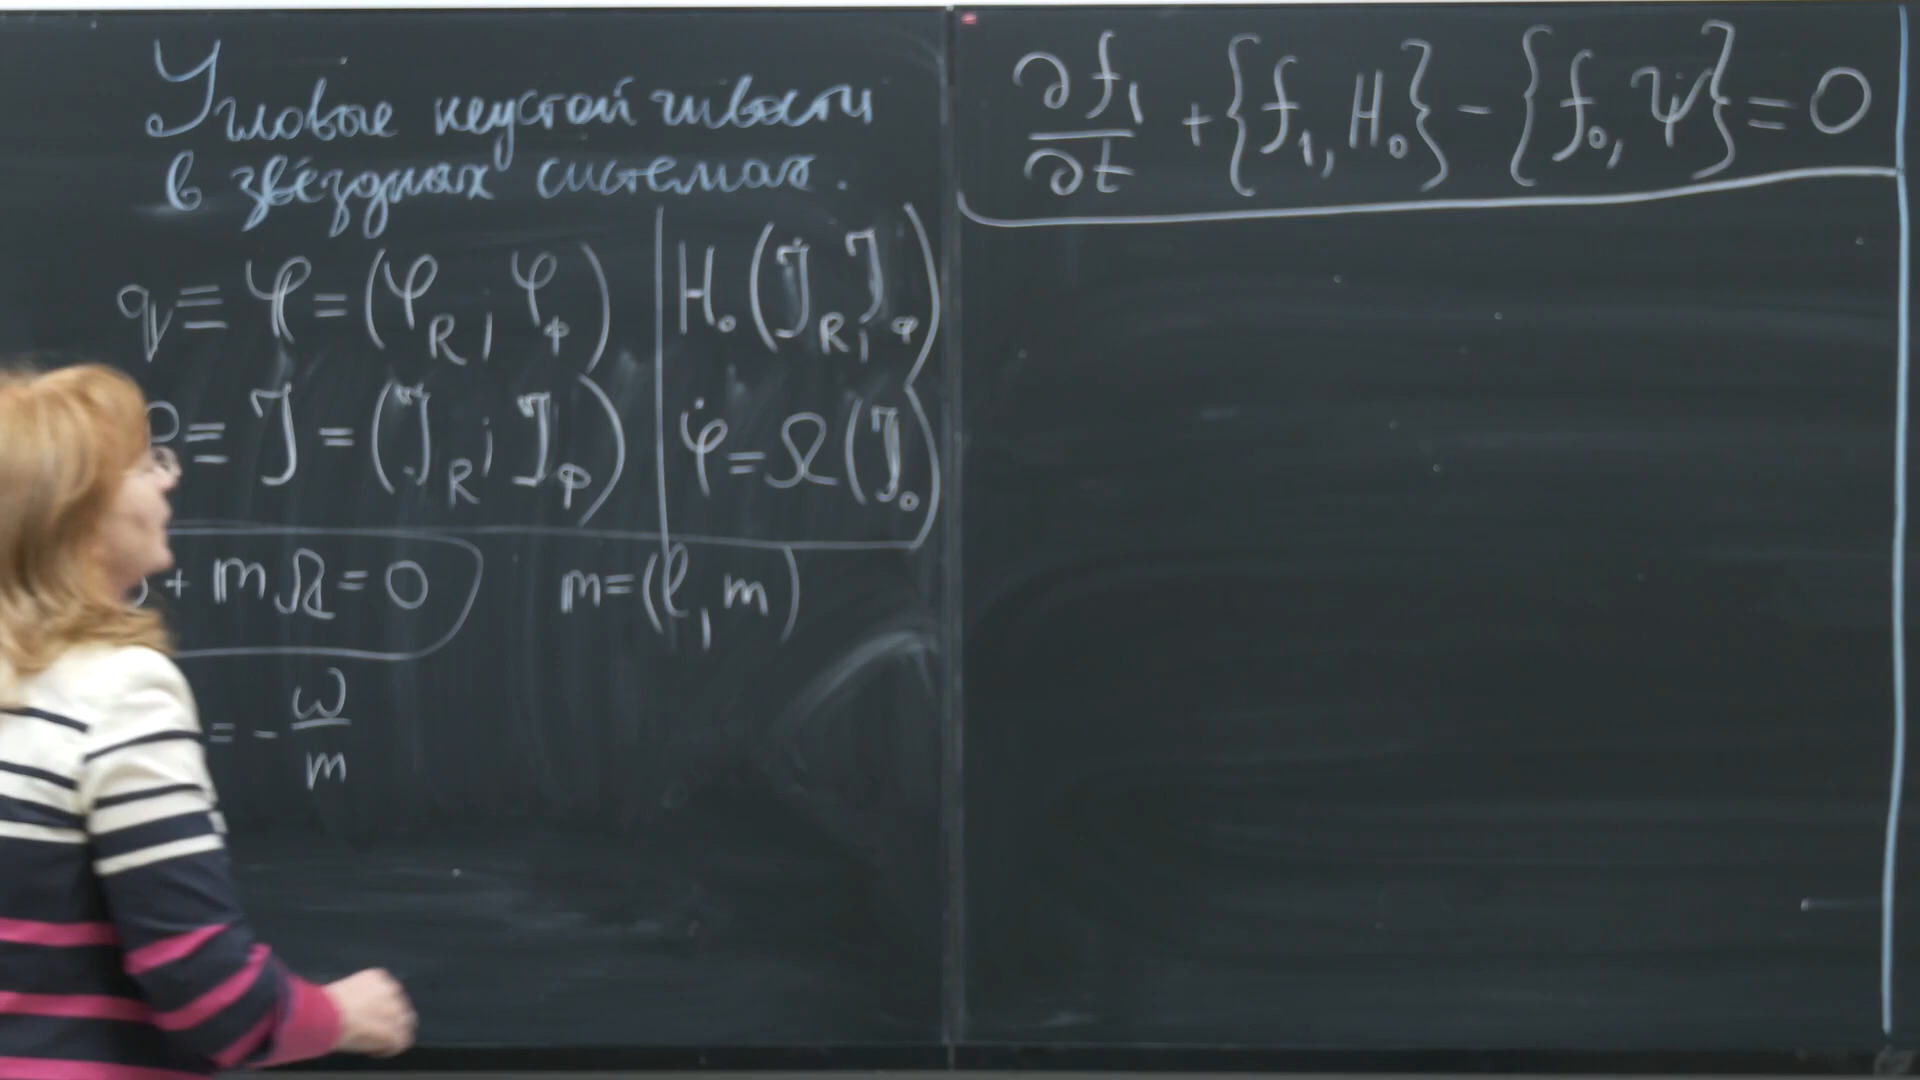 Угловые неустойчивости
в звёздных системах.
q ≡ φ = (φ_R, φ_φ)
≡ J = (J_R; J_φ)
H₀(J_R, J_φ)
φ̇ = Ω(J₀)
+ mΩ = 0
m = (ℓ, m)
= - ω/m
∂f₁/∂t + {f₁, H₀} - {f₀, ψ} = 0